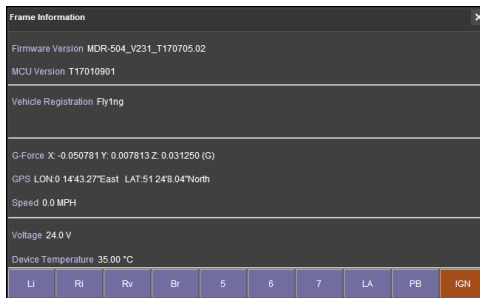 Frame Information
Firmware Version MDR-504_V231_T170705.02
MCU Version T17010901
Vehicle Registration Fly1ng
G-Force X: -0.050781 Y: 0.007813 Z: 0.031250 (G)
GPS LON:0 14'43.27"East LAT:51 24'8.04"North
Speed 0.0 MPH
Voltage 24.0 V
Device Temperature 35.00 °C
Li Ri Rv Br 5 6 7 LA PB IGN